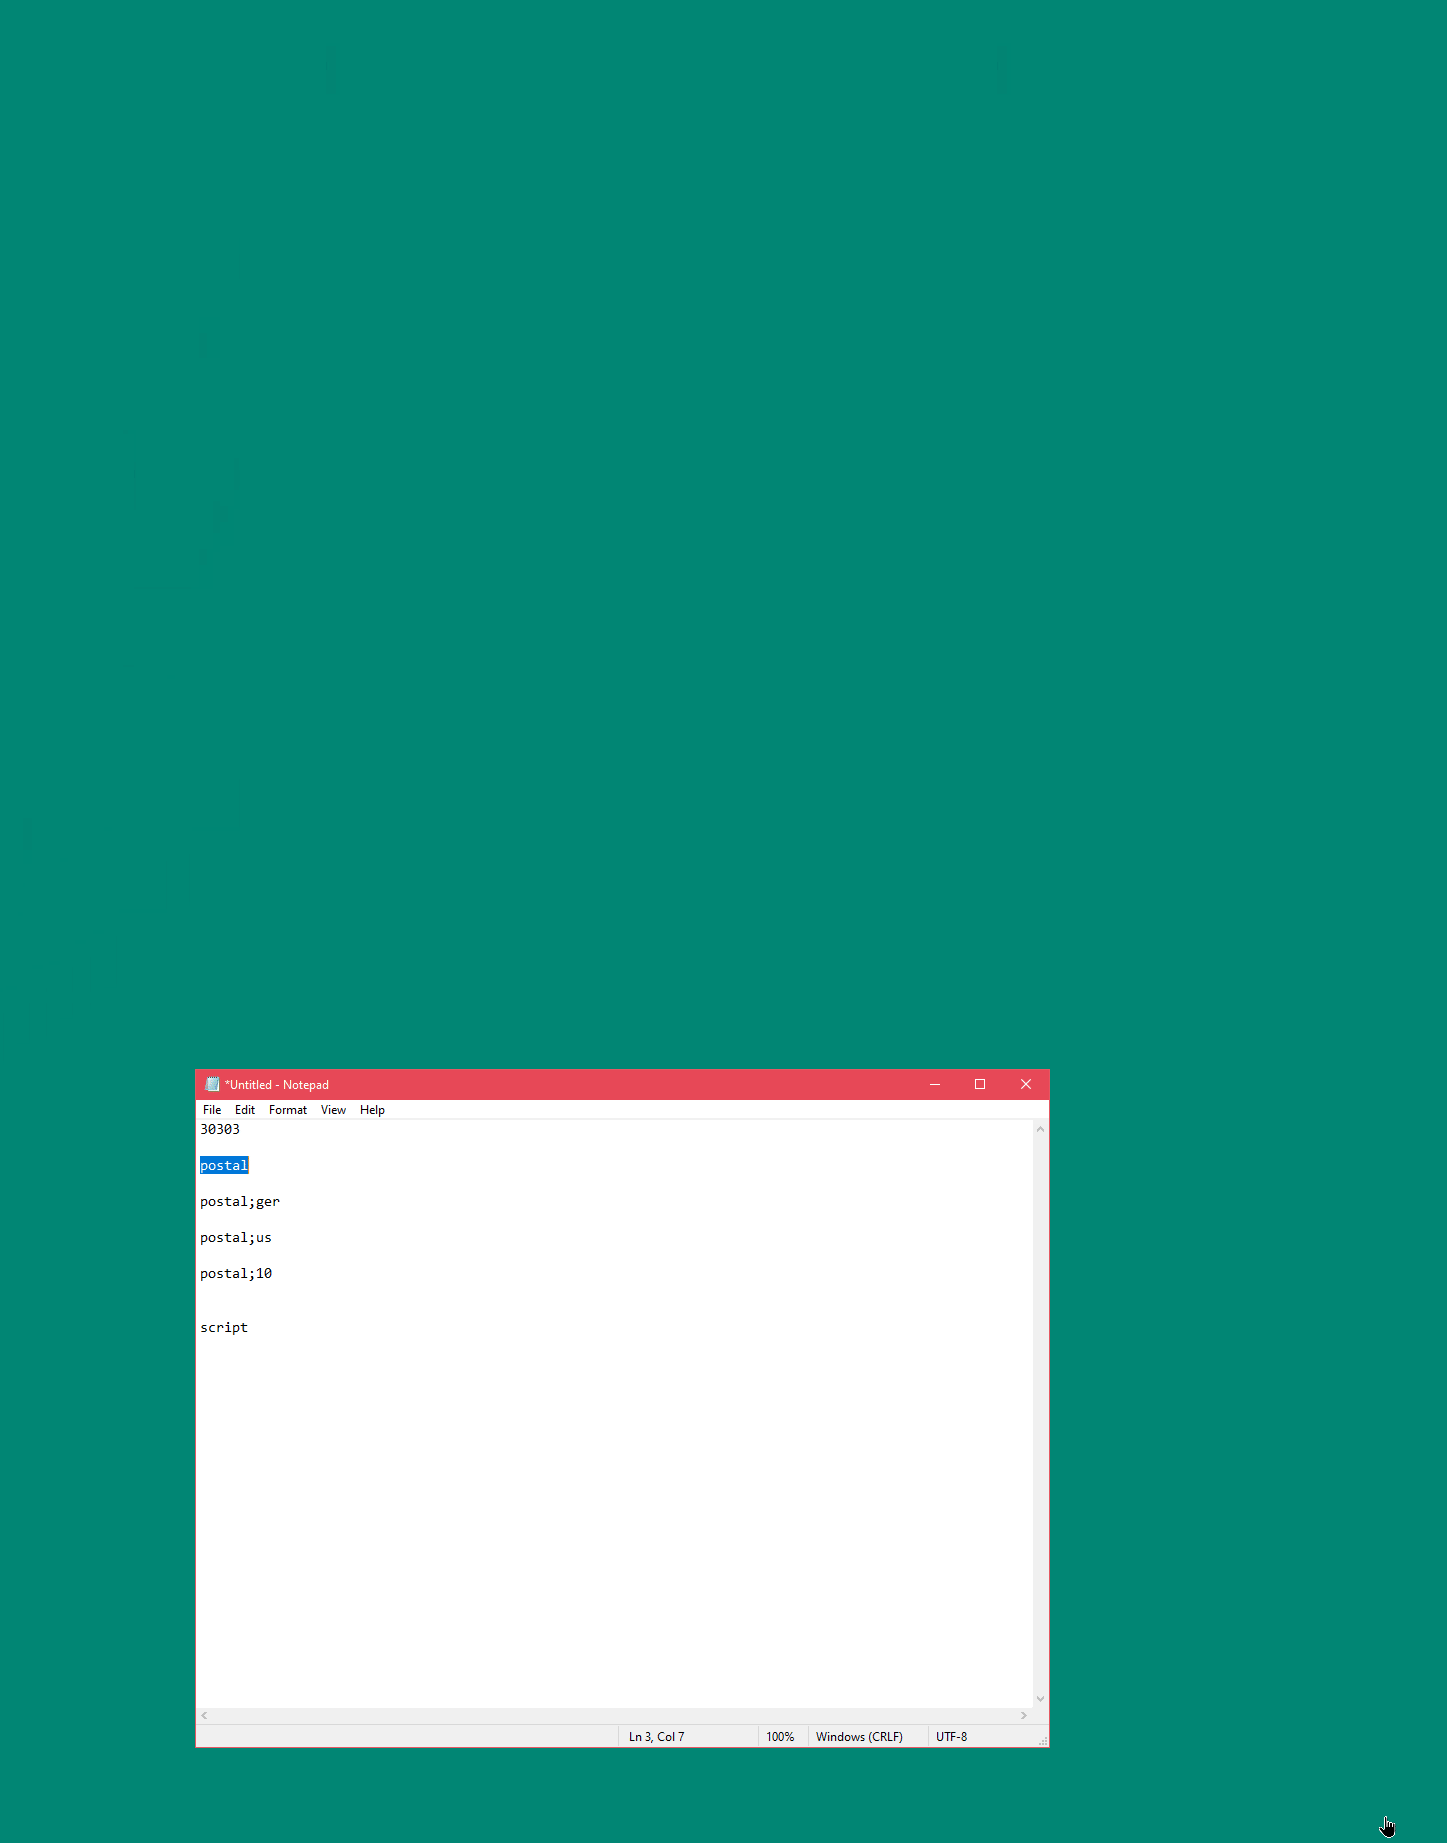 *Untitled - Notepad
File Edit Format View Help
30303
postal
postal;ger
postal;us
postal;10
script
Ln 3, Col 7 100% Windows (CRLF) UTF-8